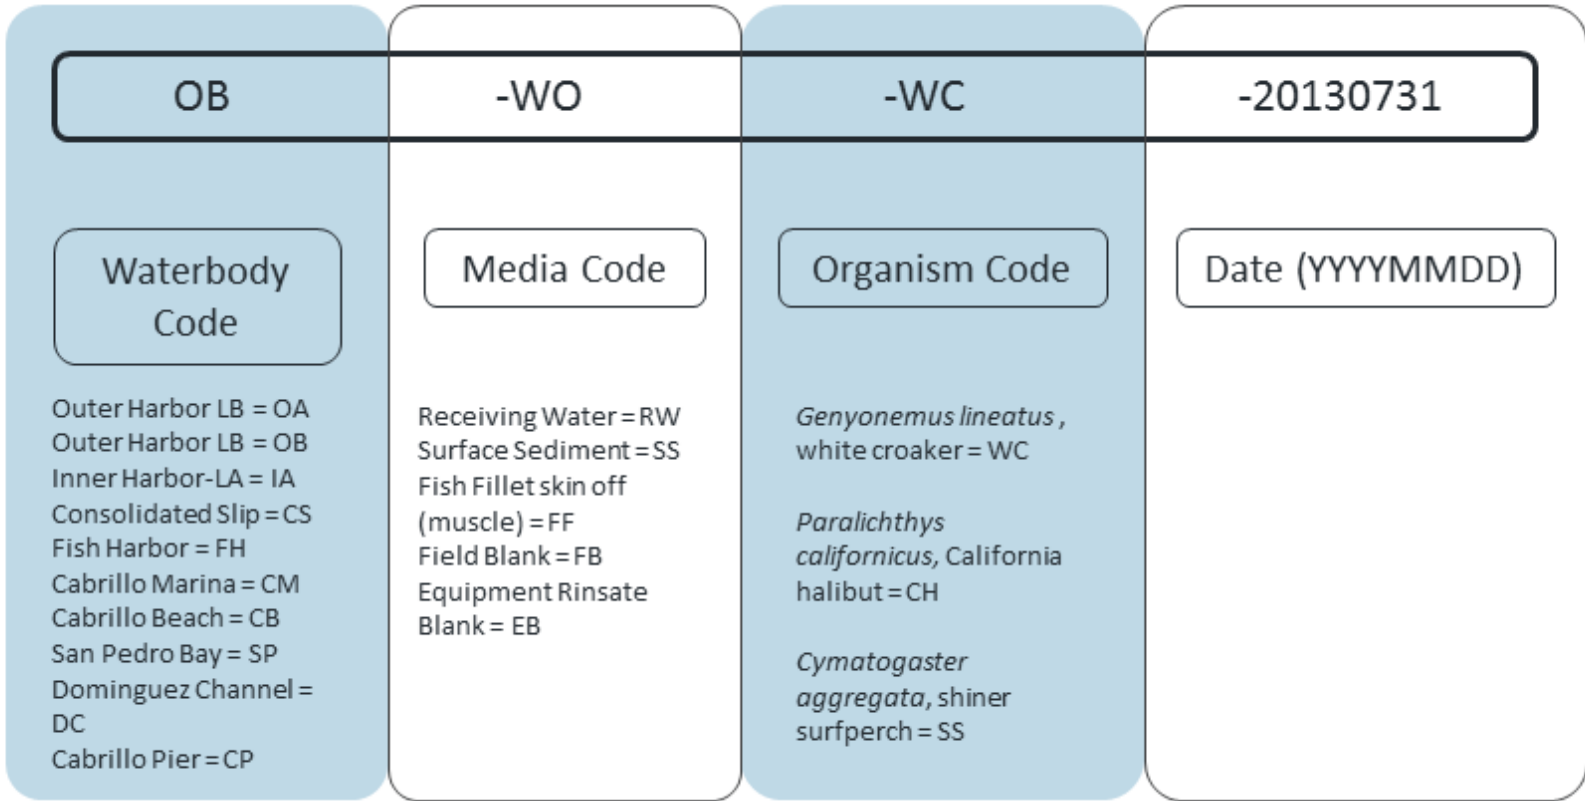 OB -WO -WC -20130731
Waterbody
Code
Media Code
Organism Code
Date (YYYYMMDD)
Outer Harbor LB = OA
Outer Harbor LB = OB
Inner Harbor-LA = IA
Consolidated Slip = CS
Fish Harbor = FH
Cabrillo Marina = CM
Cabrillo Beach = CB
San Pedro Bay = SP
Dominguez Channel =
DC
Cabrillo Pier = CP
Receiving Water = RW
Surface Sediment = SS
Fish Fillet skin off
(muscle) = FF
Field Blank = FB
Equipment Rinsate
Blank = EB
Genyonemus lineatus ,
white croaker = WC
Paralichthys
californicus, California
halibut = CH
Cymatogaster
aggregata, shiner
surfperch = SS